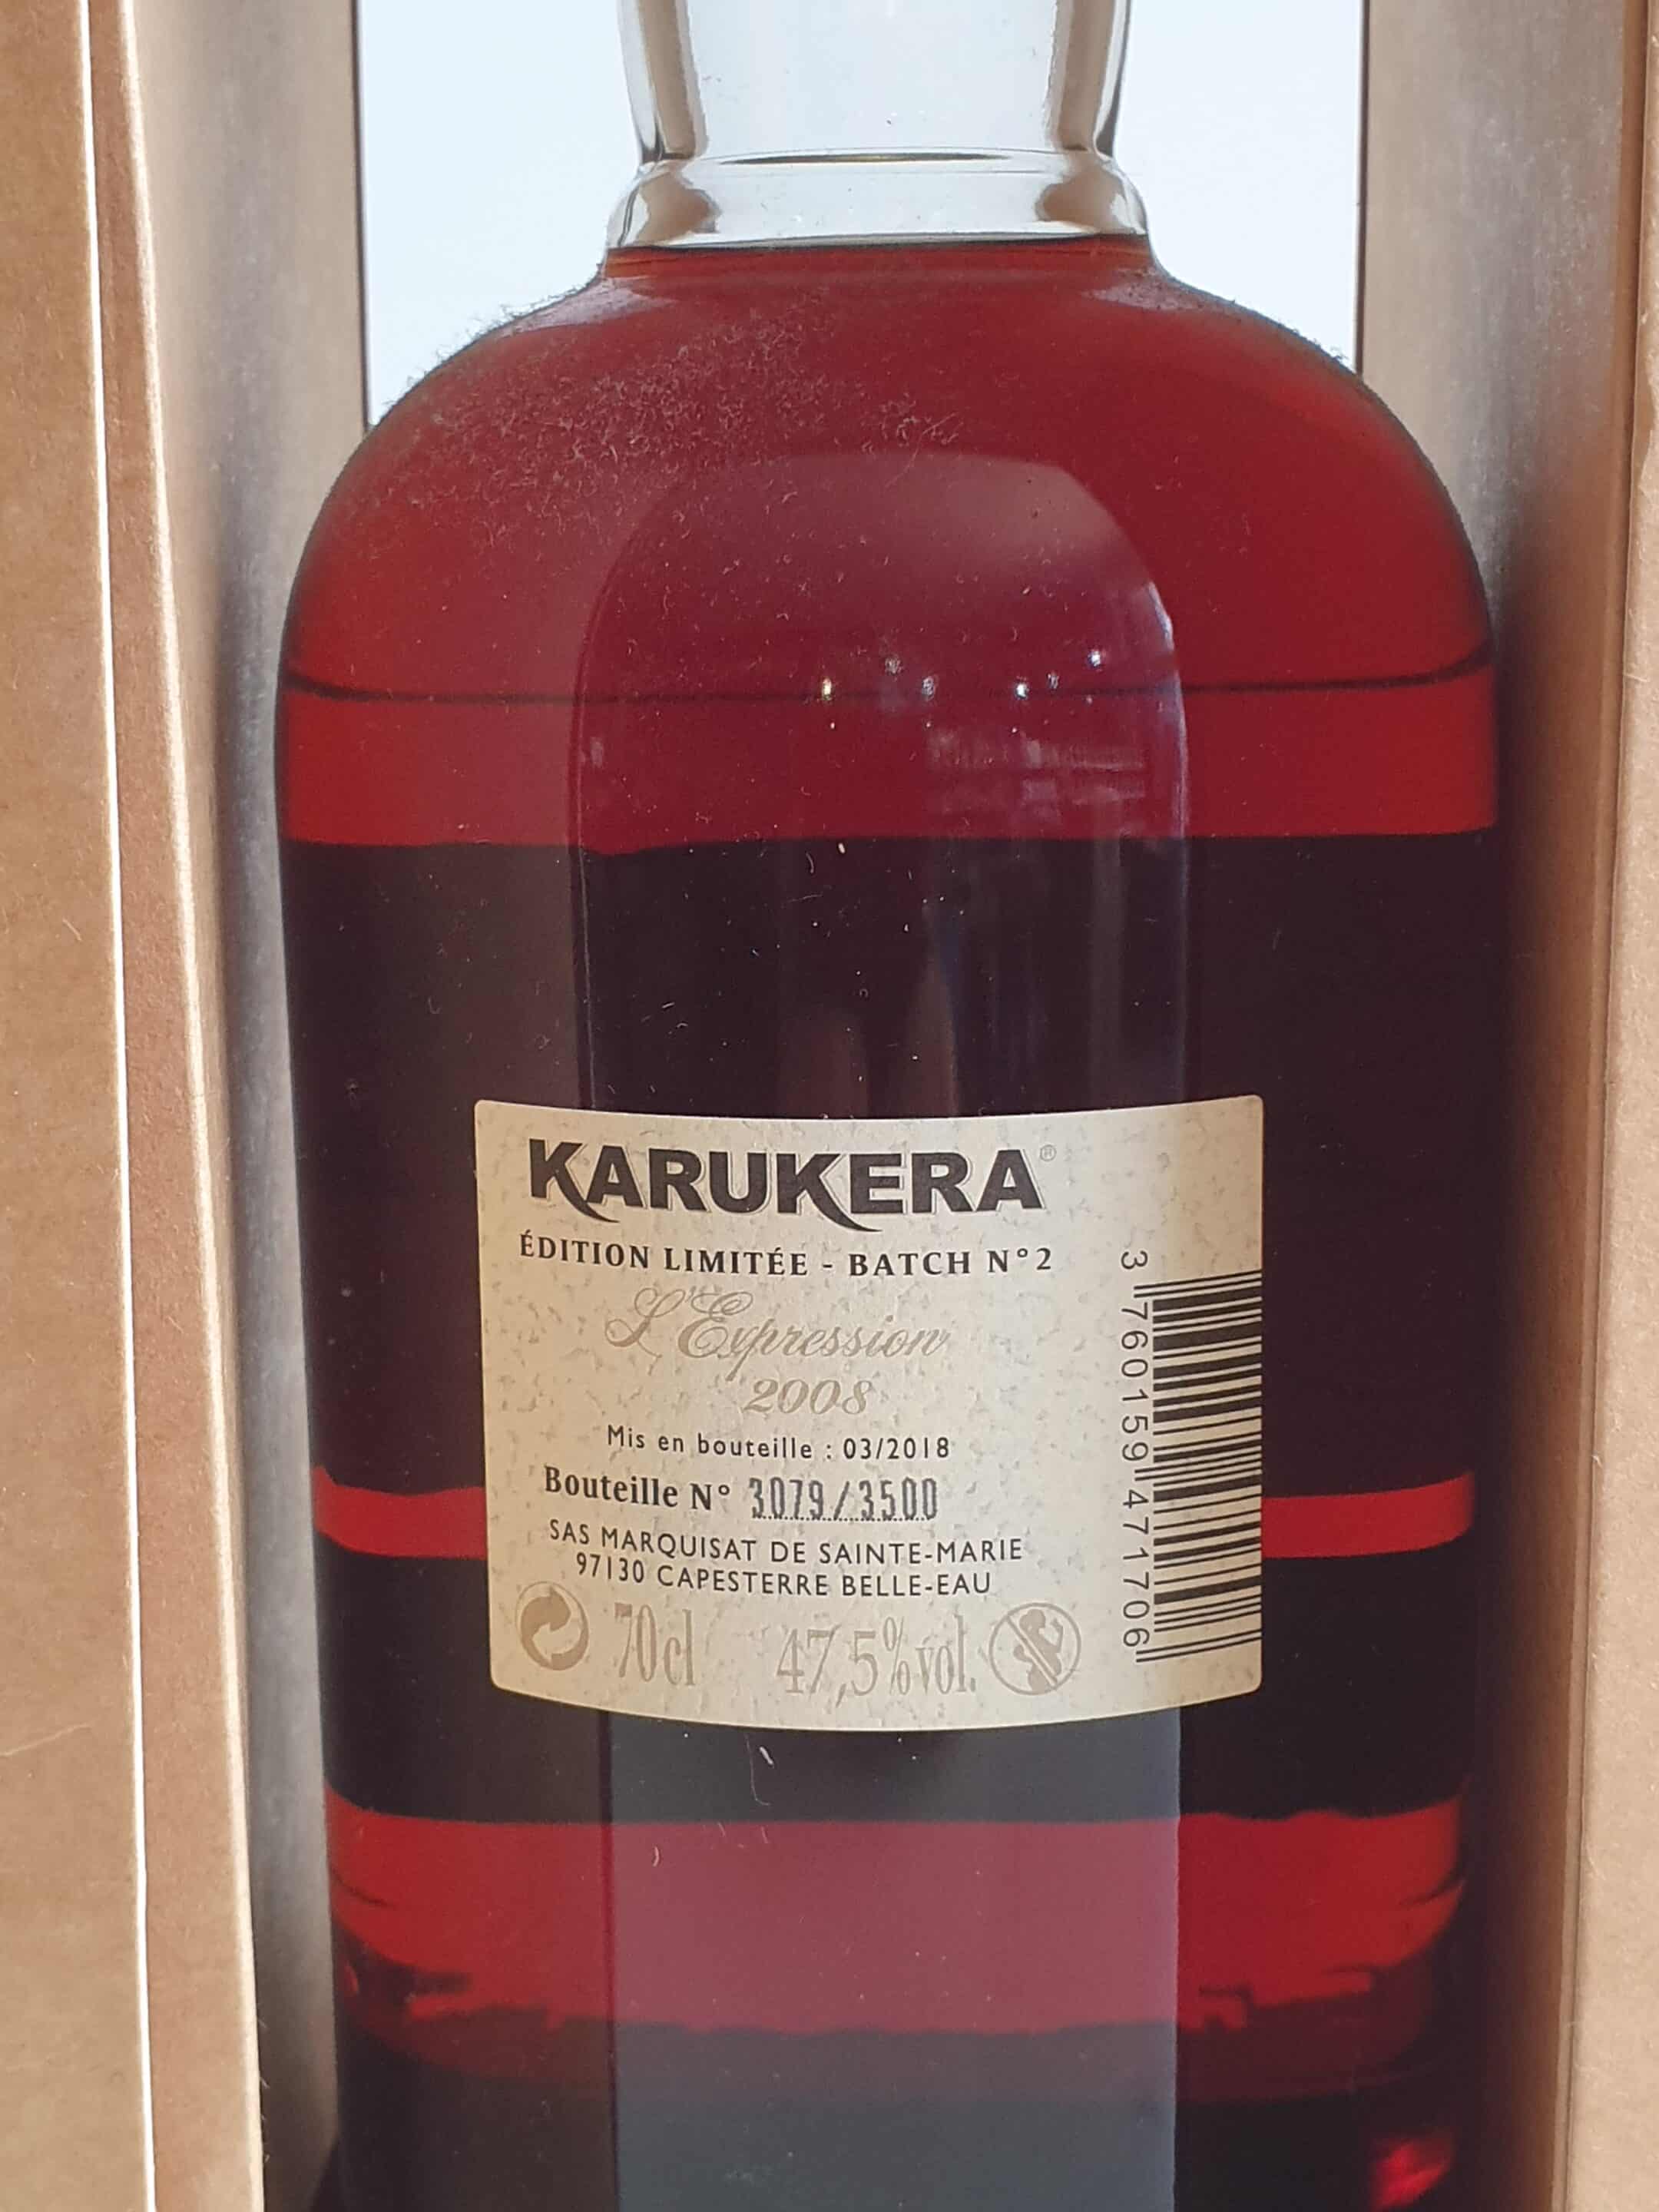 KARUKERA®
ÉDITION LIMITÉE - BATCH N°2
L'Expression
2008
Mis en bouteille : 03/2018
Bouteille N° 3079/3500
SAS MARQUISAT DE SAINTE-MARIE
97130 CAPESTERRE BELLE-EAU
70cl 47,5%vol.
3 760159 471706